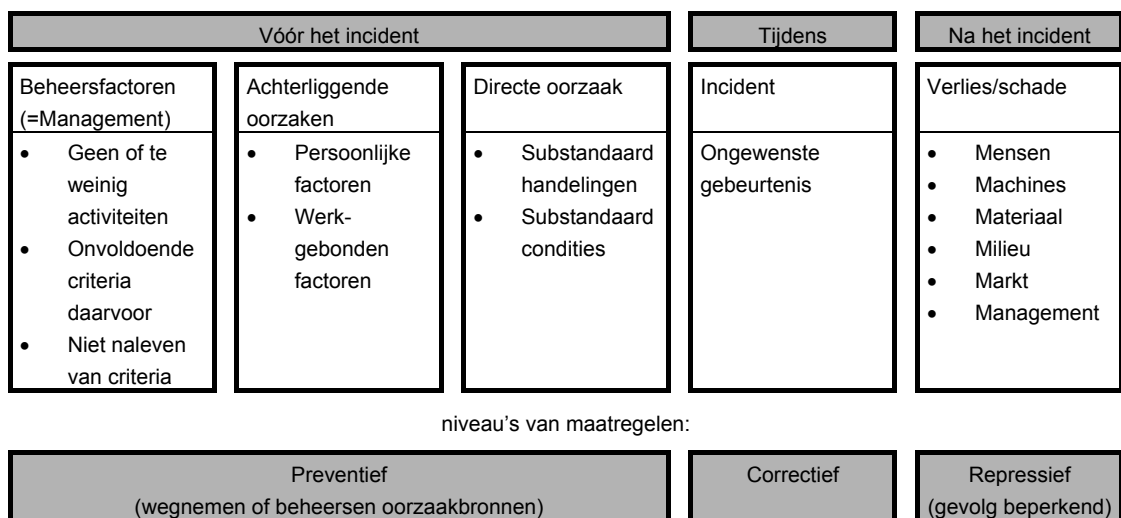 Vóór het incident
Tijdens
Na het incident
Beheersfactoren
(=Management)
• Geen of te
weinig
activiteiten
• Onvoldoende
criteria
daarvoor
• Niet naleven
van criteria
Achterliggende
oorzaken
• Persoonlijke
factoren
• Werk-
gebonden
factoren
Directe oorzaak
• Substandaard
handelingen
• Substandaard
condities
Incident
Ongewenste
gebeurtenis
Verlies/schade
• Mensen
• Machines
• Materiaal
• Milieu
• Markt
• Management
niveau's van maatregelen:
Preventief
(wegnemen of beheersen oorzaakbronnen)
Correctief
Repressief
(gevolg beperkend)